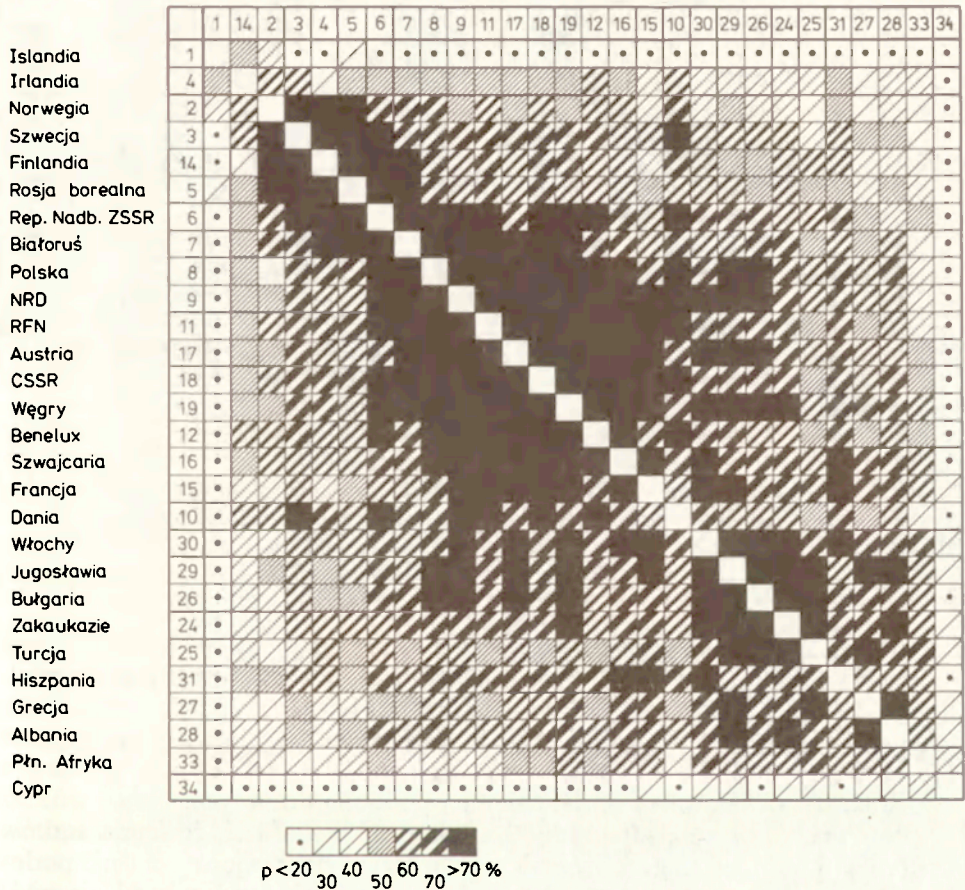 1 14 2 3 4 5 6 7 8 9 11 17 18 19 12 16 15 10 30 29 26 24 25 31 27 28 33 34
Islandia 1
Irlandia 4
Norwegia 2
Szwecja 3
Finlandia 14
Rosja borealna 5
Rep. Nadb. ZSSR 6
Białoruś 7
Polska 8
NRD 9
RFN 11
Austria 17
CSSR 18
Węgry 19
Benelux 12
Szwajcaria 16
Francja 15
Dania 10
Włochy 30
Jugosławia 29
Bułgaria 26
Zakaukazie 24
Turcja 25
Hiszpania 31
Grecja 27
Albania 28
Płn. Afryka 33
Cypr 34
p<20 30 40 50 60 70 >70 %